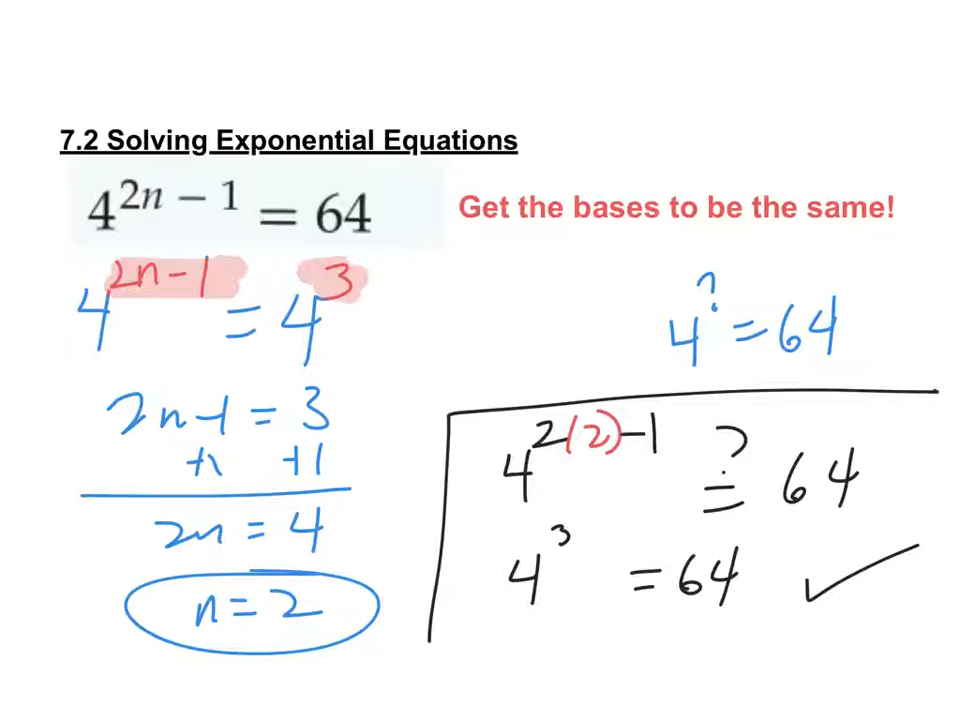 7.2 Solving Exponential Equations
4^{2n − 1} = 64
Get the bases to be the same!
4^{2n-1} = 4^3
4^? = 64
2n-1 = 3
+1 +1
2n = 4
n = 2
4^{2(2)-1} ?= 64
4^3 = 64 ✓